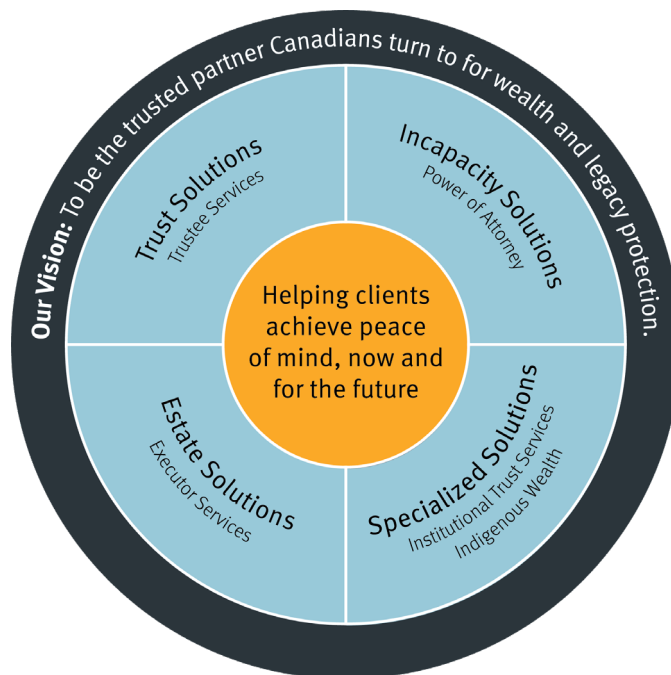 Our Vision: To be the trusted partner Canadians turn to for wealth and legacy protection.
Trust Solutions
Trustee Services
Incapacity Solutions
Power of Attorney
Helping clients
achieve peace
of mind, now and
for the future
Estate Solutions
Executor Services
Specialized Solutions
Institutional Trust Services
Indigenous Wealth